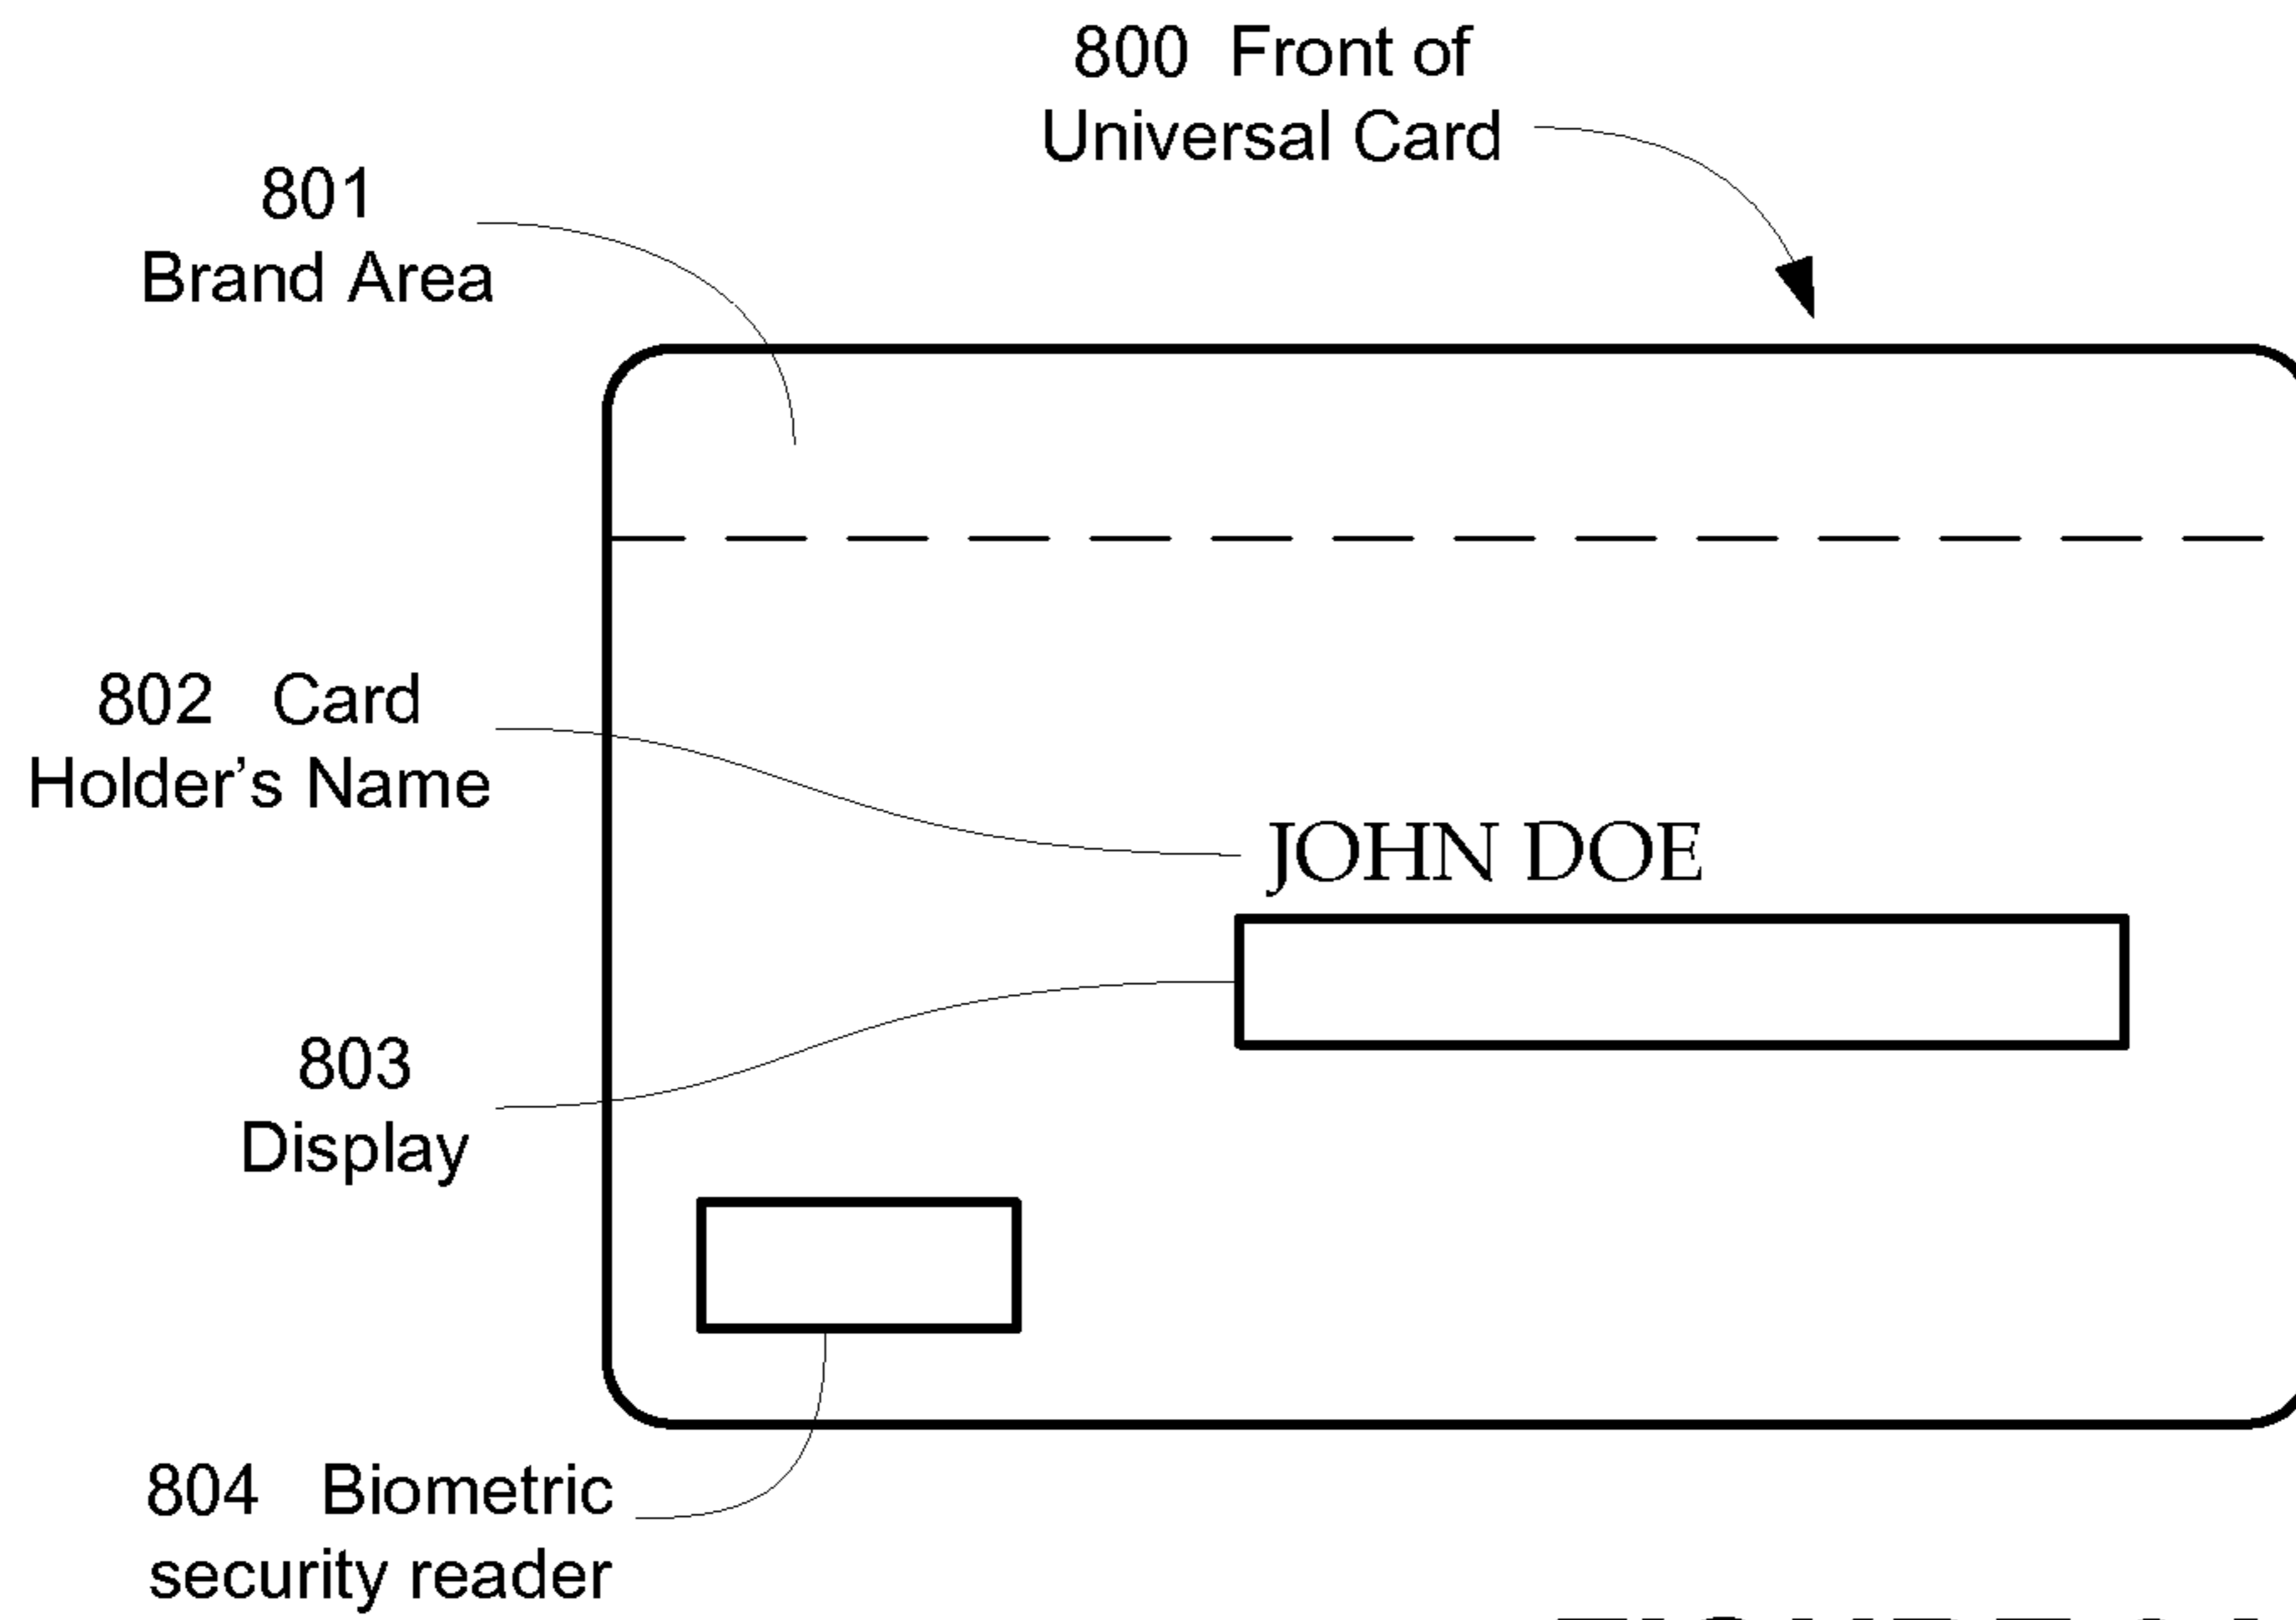 800 Front of
Universal Card
801
Brand Area
802 Card
Holder’s Name
JOHN DOE
803
Display
804 Biometric
security reader